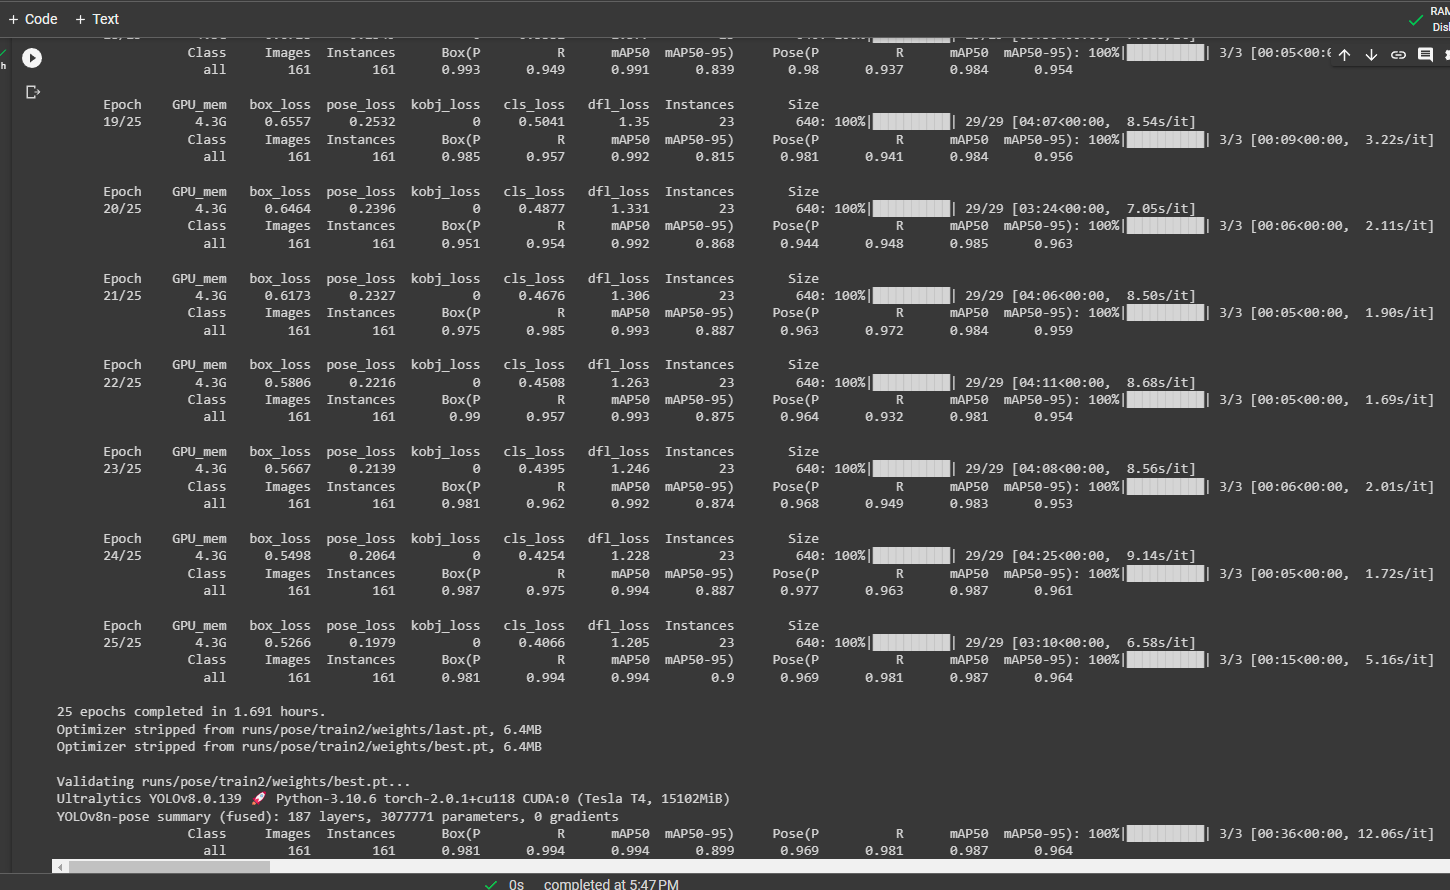 + Code + Text
RAM
Disk
Class Images Instances Box(P R mAP50 mAP50-95) Pose(P R mAP50 mAP50-95): 100%|██████████| 3/3 [00:05<00:0
all 161 161 0.993 0.949 0.991 0.839 0.98 0.937 0.984 0.954
Epoch GPU_mem box_loss pose_loss kobj_loss cls_loss dfl_loss Instances Size
19/25 4.3G 0.6557 0.2532 0 0.5041 1.35 23 640: 100%|██████████| 29/29 [04:07<00:00, 8.54s/it]
Class Images Instances Box(P R mAP50 mAP50-95) Pose(P R mAP50 mAP50-95): 100%|██████████| 3/3 [00:09<00:00, 3.22s/it]
all 161 161 0.985 0.957 0.992 0.815 0.981 0.941 0.984 0.956
Epoch GPU_mem box_loss pose_loss kobj_loss cls_loss dfl_loss Instances Size
20/25 4.3G 0.6464 0.2396 0 0.4877 1.331 23 640: 100%|██████████| 29/29 [03:24<00:00, 7.05s/it]
Class Images Instances Box(P R mAP50 mAP50-95) Pose(P R mAP50 mAP50-95): 100%|██████████| 3/3 [00:06<00:00, 2.11s/it]
all 161 161 0.951 0.954 0.992 0.868 0.944 0.948 0.985 0.963
Epoch GPU_mem box_loss pose_loss kobj_loss cls_loss dfl_loss Instances Size
21/25 4.3G 0.6173 0.2327 0 0.4676 1.306 23 640: 100%|██████████| 29/29 [04:06<00:00, 8.50s/it]
Class Images Instances Box(P R mAP50 mAP50-95) Pose(P R mAP50 mAP50-95): 100%|██████████| 3/3 [00:05<00:00, 1.90s/it]
all 161 161 0.975 0.985 0.993 0.887 0.963 0.972 0.984 0.959
Epoch GPU_mem box_loss pose_loss kobj_loss cls_loss dfl_loss Instances Size
22/25 4.3G 0.5806 0.2216 0 0.4508 1.263 23 640: 100%|██████████| 29/29 [04:11<00:00, 8.68s/it]
Class Images Instances Box(P R mAP50 mAP50-95) Pose(P R mAP50 mAP50-95): 100%|██████████| 3/3 [00:05<00:00, 1.69s/it]
all 161 161 0.99 0.957 0.993 0.875 0.964 0.932 0.981 0.954
Epoch GPU_mem box_loss pose_loss kobj_loss cls_loss dfl_loss Instances Size
23/25 4.3G 0.5667 0.2139 0 0.4395 1.246 23 640: 100%|██████████| 29/29 [04:08<00:00, 8.56s/it]
Class Images Instances Box(P R mAP50 mAP50-95) Pose(P R mAP50 mAP50-95): 100%|██████████| 3/3 [00:06<00:00, 2.01s/it]
all 161 161 0.981 0.962 0.992 0.874 0.968 0.949 0.983 0.953
Epoch GPU_mem box_loss pose_loss kobj_loss cls_loss dfl_loss Instances Size
24/25 4.3G 0.5498 0.2064 0 0.4254 1.228 23 640: 100%|██████████| 29/29 [04:25<00:00, 9.14s/it]
Class Images Instances Box(P R mAP50 mAP50-95) Pose(P R mAP50 mAP50-95): 100%|██████████| 3/3 [00:05<00:00, 1.72s/it]
all 161 161 0.987 0.975 0.994 0.887 0.977 0.963 0.987 0.961
Epoch GPU_mem box_loss pose_loss kobj_loss cls_loss dfl_loss Instances Size
25/25 4.3G 0.5266 0.1979 0 0.4066 1.205 23 640: 100%|██████████| 29/29 [03:10<00:00, 6.58s/it]
Class Images Instances Box(P R mAP50 mAP50-95) Pose(P R mAP50 mAP50-95): 100%|██████████| 3/3 [00:15<00:00, 5.16s/it]
all 161 161 0.981 0.994 0.994 0.9 0.969 0.981 0.987 0.964
25 epochs completed in 1.691 hours.
Optimizer stripped from runs/pose/train2/weights/last.pt, 6.4MB
Optimizer stripped from runs/pose/train2/weights/best.pt, 6.4MB
Validating runs/pose/train2/weights/best.pt...
Ultralytics YOLOv8.0.139 🚀 Python-3.10.6 torch-2.0.1+cu118 CUDA:0 (Tesla T4, 15102MiB)
YOLOv8n-pose summary (fused): 187 layers, 3077771 parameters, 0 gradients
Class Images Instances Box(P R mAP50 mAP50-95) Pose(P R mAP50 mAP50-95): 100%|██████████| 3/3 [00:36<00:00, 12.06s/it]
all 161 161 0.981 0.994 0.994 0.899 0.969 0.981 0.987 0.964
0s completed at 5:47 PM